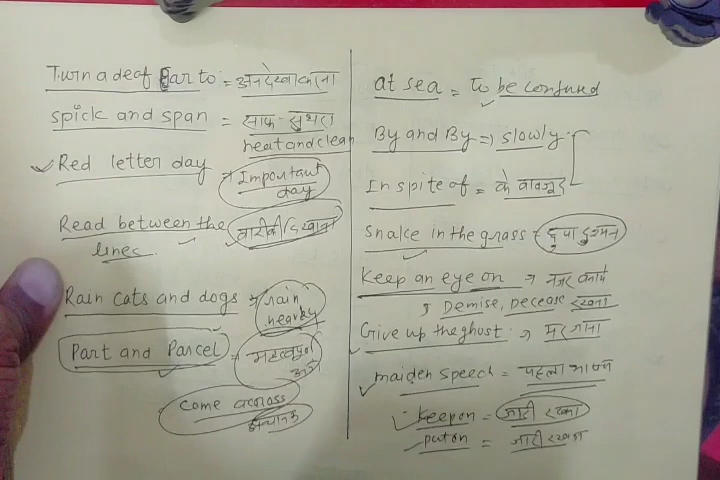 Turn a deaf Ear to = अनदेखा करना
spick and span = साफ-सुथरा
neat and clean
Red letter day → Important
day
Read between the बारीकी
lines
Rain cats and dogs → rain
heavly
Part and Parcel = महत्वपूर्ण
अंग
come across
अचानक
at sea = to be confused
By and By ⇒ slowly
In spite of = के बावजूद
Snake in the grass = छुपा दुश्मन
Keep an eye on → नजर बनाये
Demise, Decease रखना
Give up the ghost → मर जाना
maiden speech = पहला भाषण
keep on = जारी रखना
put on = जारी रखना